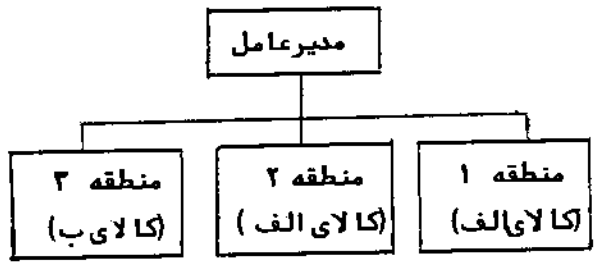 مدیرعامل
منطقه ۱
(کالای‌الف)
منطقه ۲
(کالای الف)
منطقه ۳
(کالای ب)